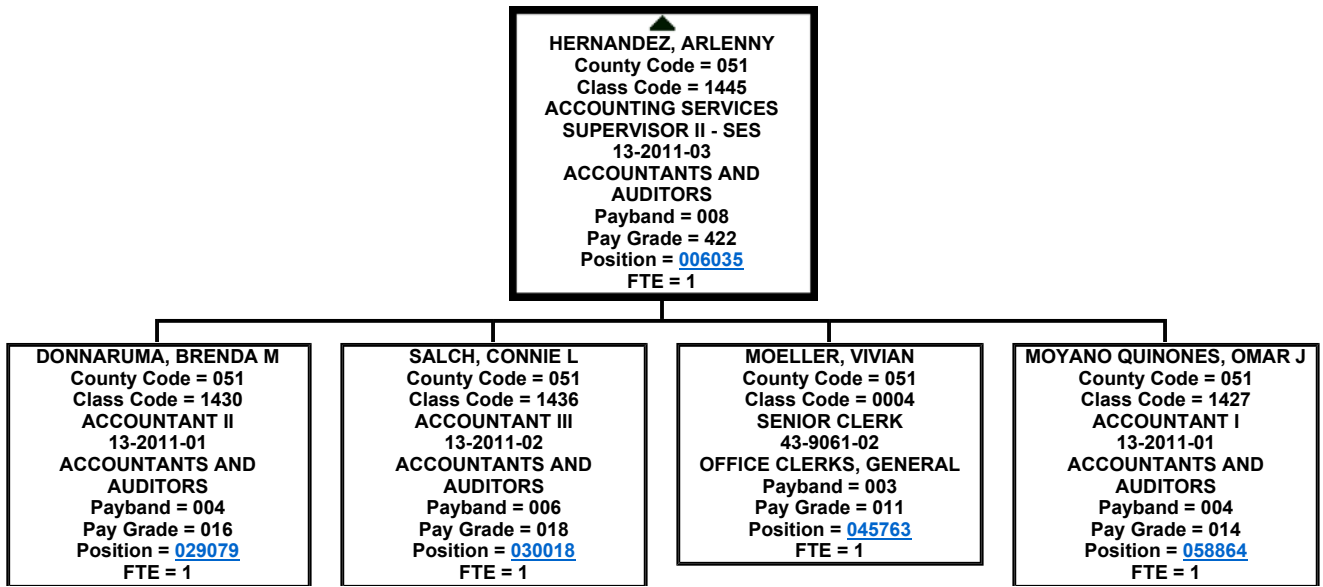 HERNANDEZ, ARLENNY
County Code = 051
Class Code = 1445
ACCOUNTING SERVICES
SUPERVISOR II - SES
13-2011-03
ACCOUNTANTS AND
AUDITORS
Payband = 008
Pay Grade = 422
Position = 006035
FTE = 1
DONNARUMA, BRENDA M
County Code = 051
Class Code = 1430
ACCOUNTANT II
13-2011-01
ACCOUNTANTS AND
AUDITORS
Payband = 004
Pay Grade = 016
Position = 029079
FTE = 1
SALCH, CONNIE L
County Code = 051
Class Code = 1436
ACCOUNTANT III
13-2011-02
ACCOUNTANTS AND
AUDITORS
Payband = 006
Pay Grade = 018
Position = 030018
FTE = 1
MOELLER, VIVIAN
County Code = 051
Class Code = 0004
SENIOR CLERK
43-9061-02
OFFICE CLERKS, GENERAL
Payband = 003
Pay Grade = 011
Position = 045763
FTE = 1
MOYANO QUINONES, OMAR J
County Code = 051
Class Code = 1427
ACCOUNTANT I
13-2011-01
ACCOUNTANTS AND
AUDITORS
Payband = 004
Pay Grade = 014
Position = 058864
FTE = 1